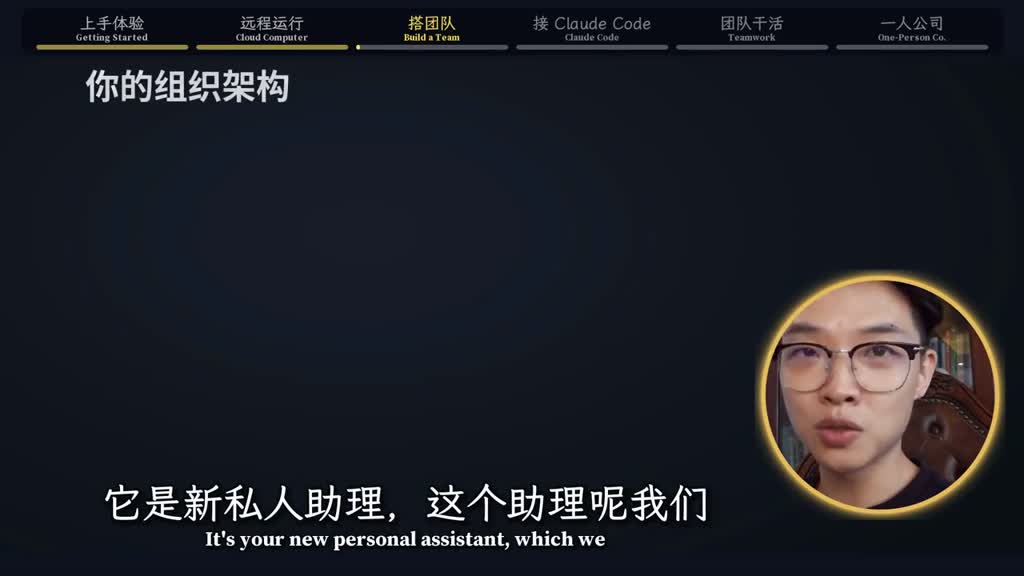 上手体验
Getting Started
远程运行
Cloud Computer
搭团队
Build a Team
接 Claude Code
Claude Code
团队干活
Teamwork
一人公司
One-Person Co.
你的组织架构
它是新私人助理，这个助理呢我们
It's your new personal assistant, which we